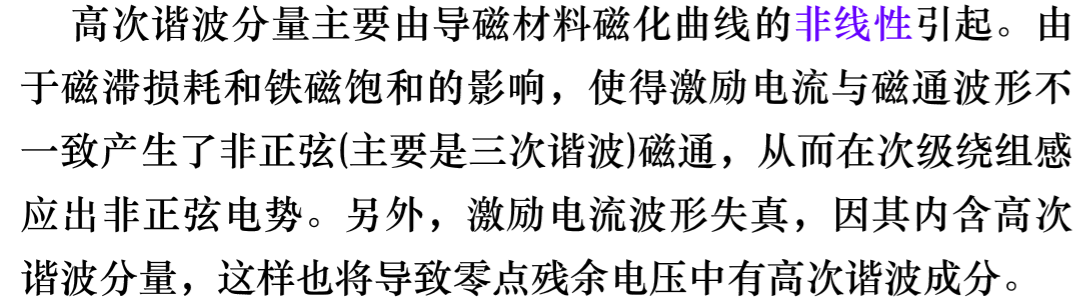 高次谐波分量主要由导磁材料磁化曲线的非线性引起。由
于磁滞损耗和铁磁饱和的影响，使得激励电流与磁通波形不
一致产生了非正弦(主要是三次谐波)磁通，从而在次级绕组感
应出非正弦电势。另外，激励电流波形失真，因其内含高次
谐波分量，这样也将导致零点残余电压中有高次谐波成分。